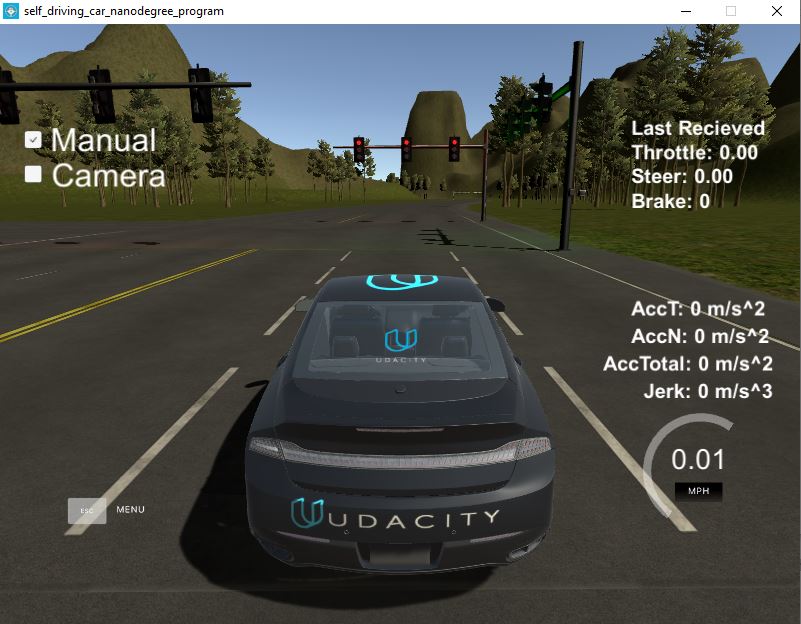 self_driving_car_nanodegree_program
Manual
Camera
Last Recieved
Throttle: 0.00
Steer: 0.00
Brake: 0
AccT: 0 m/s^2
AccN: 0 m/s^2
AccTotal: 0 m/s^2
Jerk: 0 m/s^3
0.01
MPH
ESC
MENU
UDACITY
UDACITY